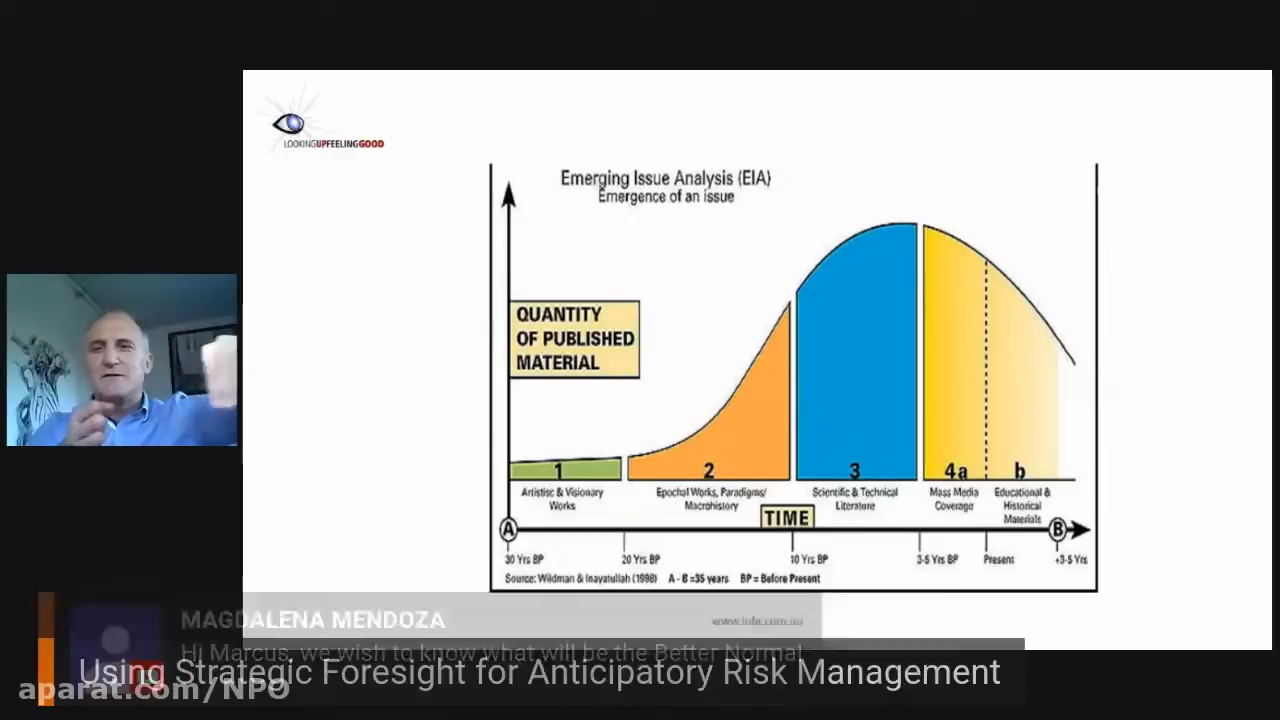 LOOKINGUPFEELINGGOOD
Emerging Issue Analysis (EIA)
Emergence of an issue
QUANTITY
OF PUBLISHED
MATERIAL
1
2
3
4a
b
Artistisc & Visionary
Works
Epochal Works, Paradigms/
Macrohistory
Scientific & Technical
Literature
Mass Media
Coverage
Educational &
Historical
Materials
TIME
A
B
30 Yrs BP
20 Yrs BP
10 Yrs BP
3-5 Yrs BP
Present
+3-5 Yrs
Source: Wildman & Inayatullah (1998) A - B =35 years BP = Before Present
MAGDALENA MENDOZA
Hi Marcus, we wish to know what will be the Better Normal
Using Strategic Foresight for Anticipatory Risk Management
aparat.com/NPO